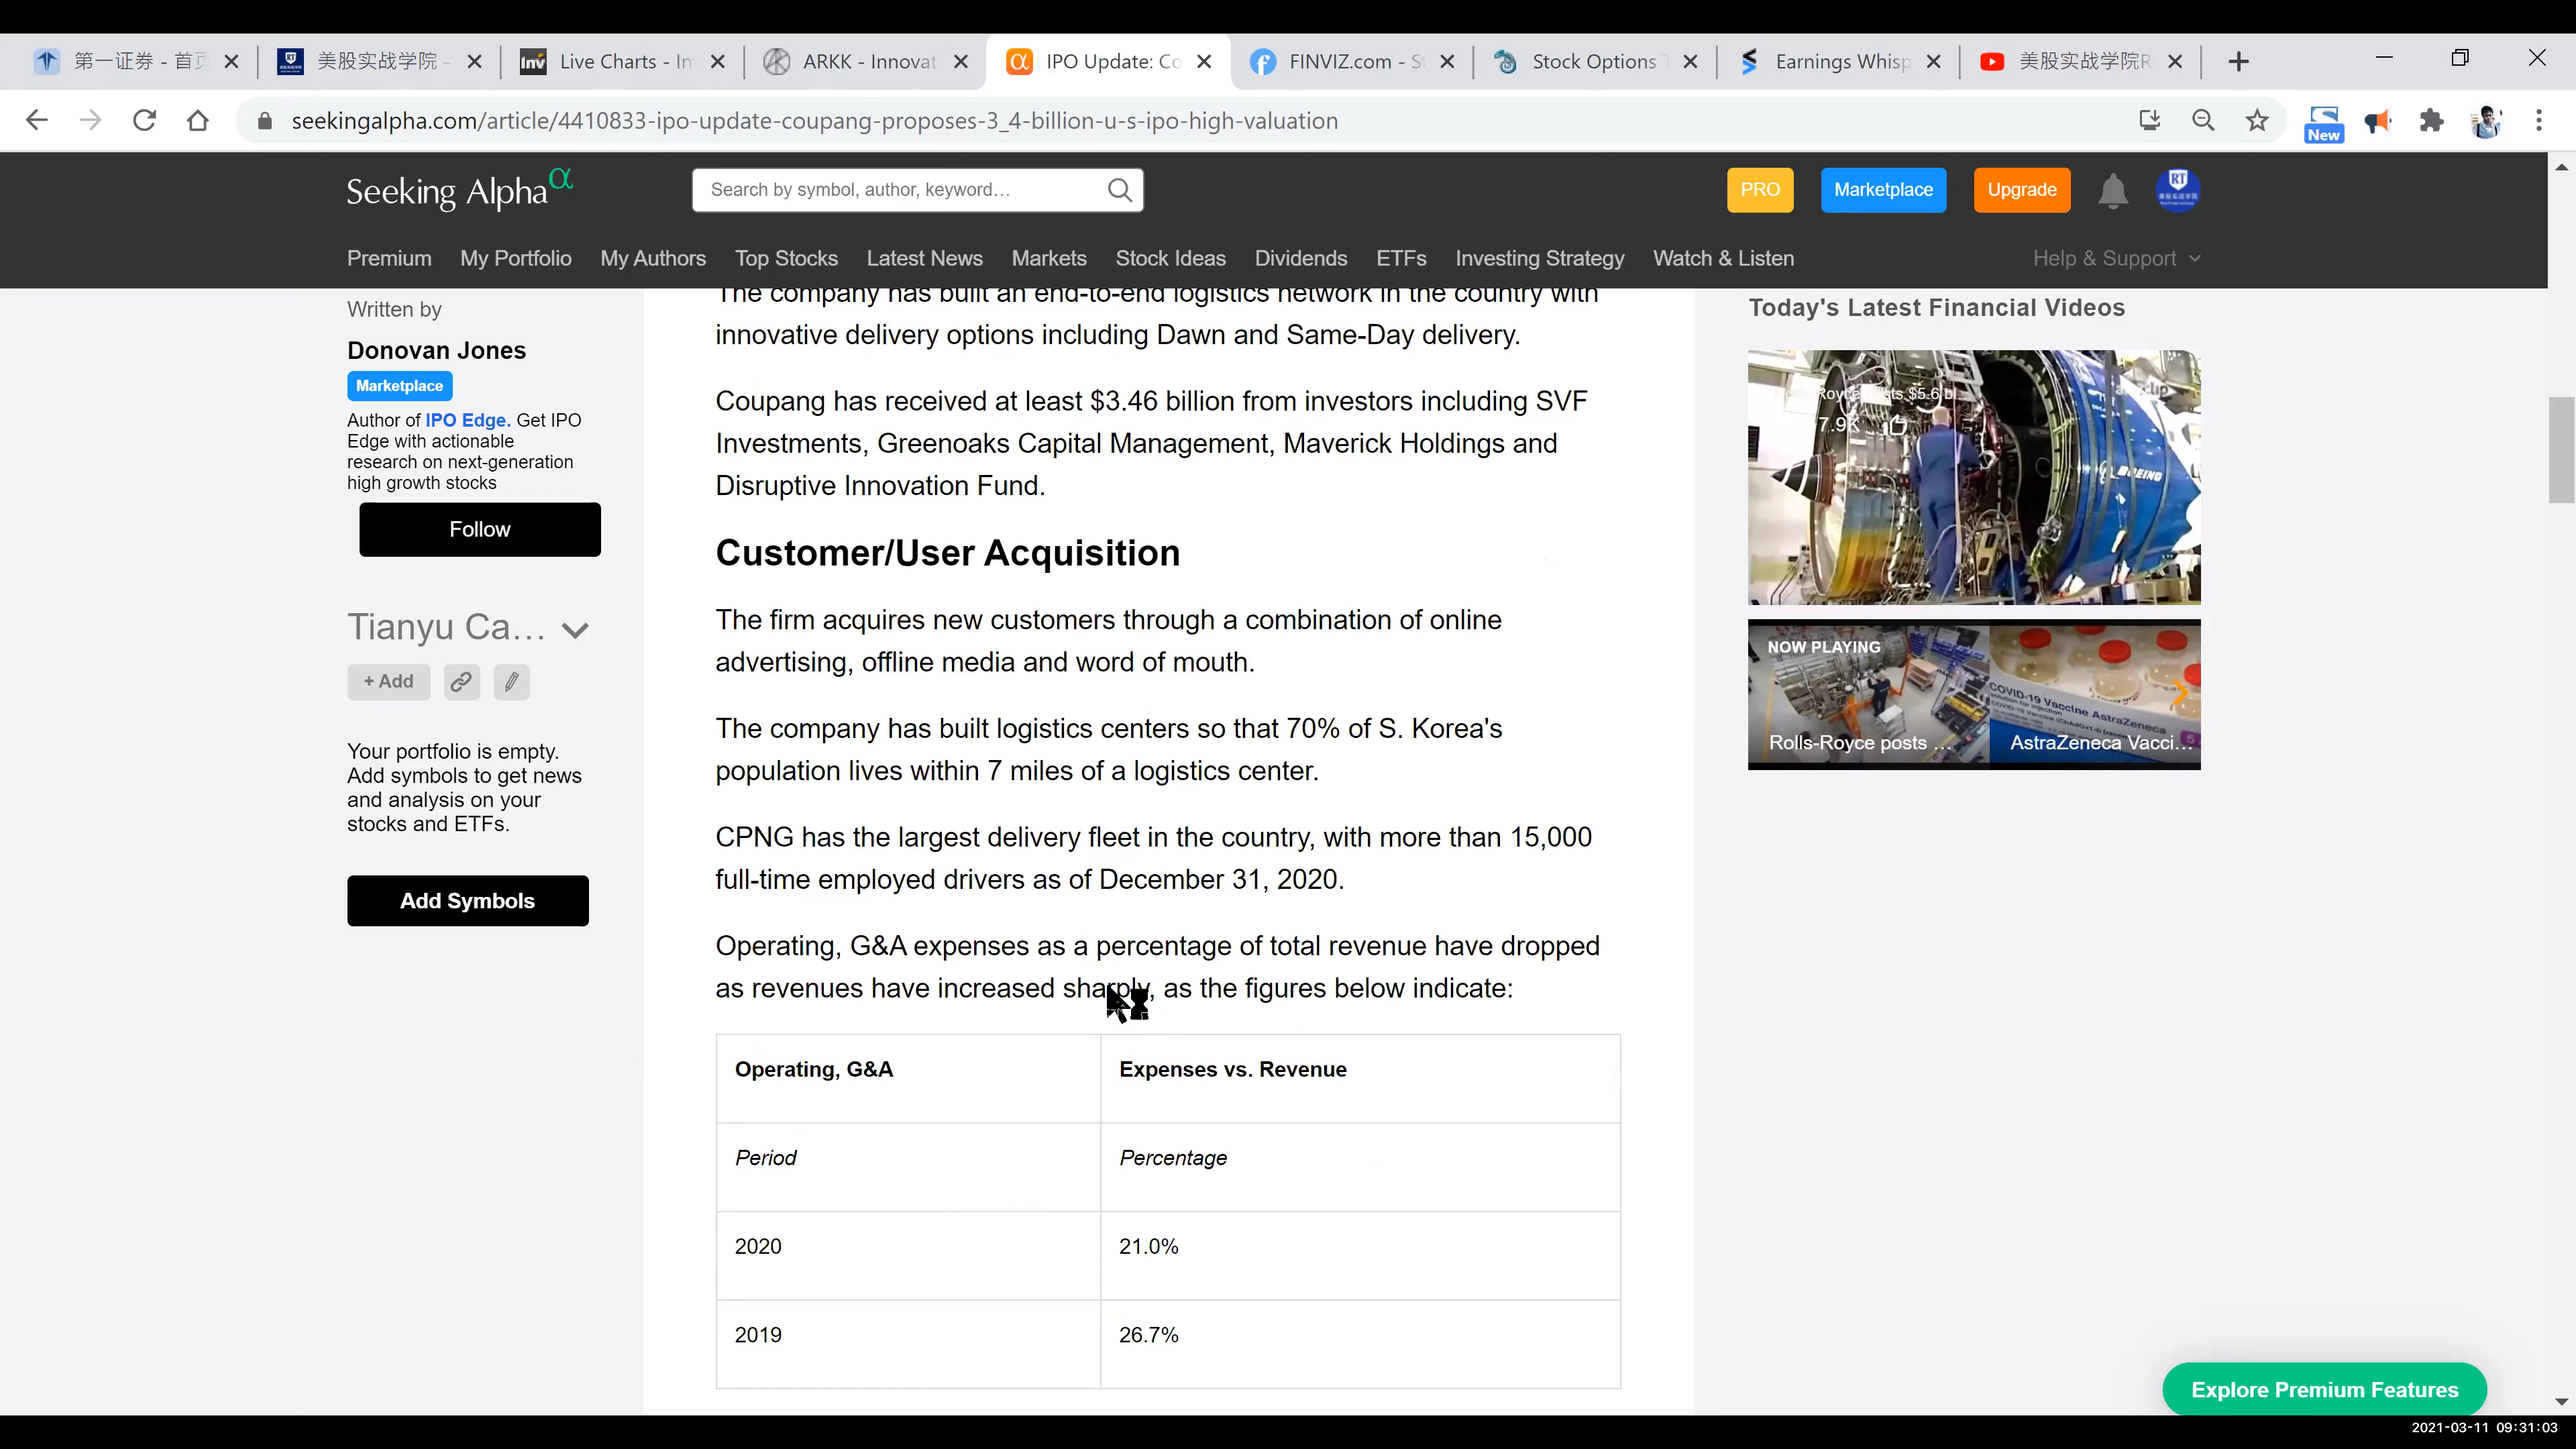 第一证券 - 首页
美股实战学院 -
Live Charts - In
ARKK - Innovat
IPO Update: Co
FINVIZ.com - St
Stock Options T
Earnings Whisp
美股实战学院R
seekingalpha.com/article/4410833-ipo-update-coupang-proposes-3_4-billion-u-s-ipo-high-valuation
New
Seeking Alpha α
Search by symbol, author, keyword...
PRO
Marketplace
Upgrade
Premium My Portfolio My Authors Top Stocks Latest News Markets Stock Ideas Dividends ETFs Investing Strategy Watch & Listen Help & Support
Written by
Donovan Jones
Marketplace
Author of IPO Edge. Get IPO
Edge with actionable
research on next-generation
high growth stocks
Follow
Tianyu Ca...
+ Add
Your portfolio is empty.
Add symbols to get news
and analysis on your
stocks and ETFs.
Add Symbols
The company has built an end-to-end logistics network in the country with
innovative delivery options including Dawn and Same-Day delivery.
Coupang has received at least $3.46 billion from investors including SVF
Investments, Greenoaks Capital Management, Maverick Holdings and
Disruptive Innovation Fund.
Customer/User Acquisition
The firm acquires new customers through a combination of online
advertising, offline media and word of mouth.
The company has built logistics centers so that 70% of S. Korea's
population lives within 7 miles of a logistics center.
CPNG has the largest delivery fleet in the country, with more than 15,000
full-time employed drivers as of December 31, 2020.
Operating, G&A expenses as a percentage of total revenue have dropped
as revenues have increased sharply, as the figures below indicate:
Operating, G&A Expenses vs. Revenue
Period Percentage
2020 21.0%
2019 26.7%
Today's Latest Financial Videos
$5.6
7.9K
BOEING
NOW PLAYING
COVID-19 Vaccine AstraZeneca
Rolls-Royce posts ...
AstraZeneca Vacci...
Explore Premium Features
2021-03-11 09:31:03